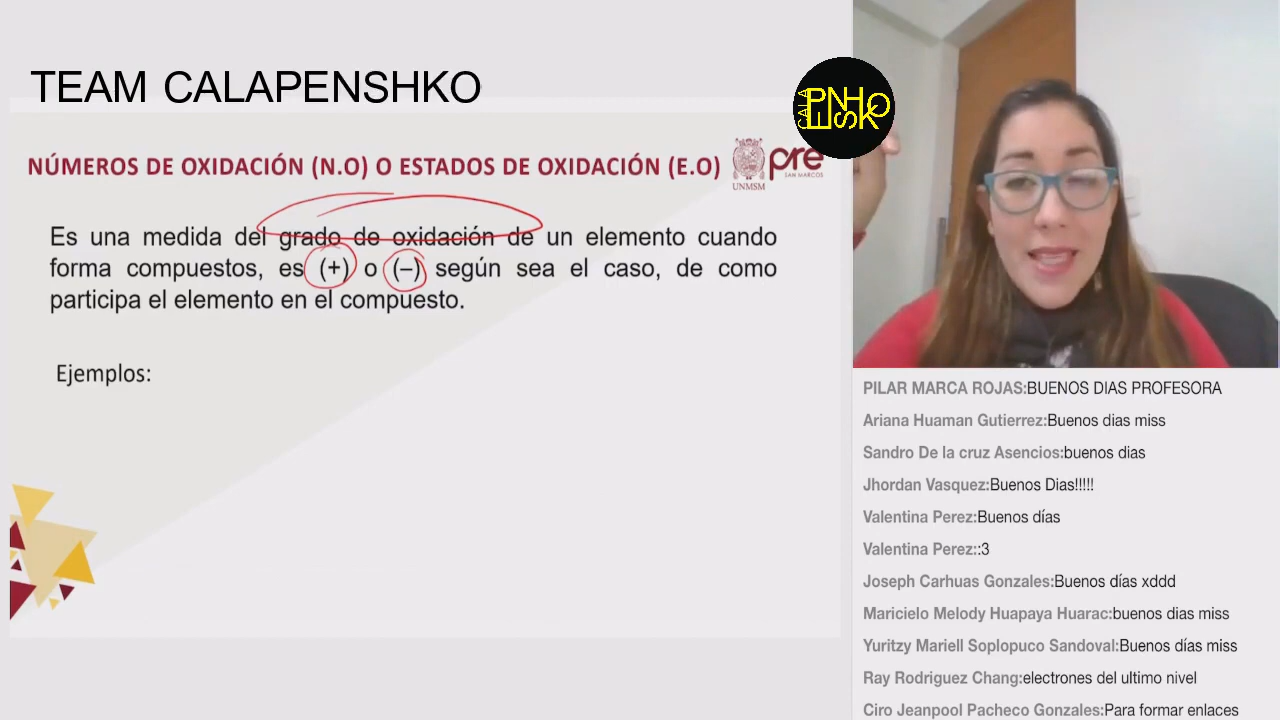 TEAM CALAPENSHKO
CALA
PENHSKO
NÚMEROS DE OXIDACIÓN (N.O) O ESTADOS DE OXIDACIÓN (E.O)
pre
SAN MARCOS
UNMSM
Es una medida del grado de oxidación de un elemento cuando
forma compuestos, es (+) o (–) según sea el caso, de como
participa el elemento en el compuesto.
Ejemplos:
PILAR MARCA ROJAS:BUENOS DIAS PROFESORA
Ariana Huaman Gutierrez:Buenos dias miss
Sandro De la cruz Asencios:buenos dias
Jhordan Vasquez:Buenos Dias!!!!!
Valentina Perez:Buenos días
Valentina Perez::3
Joseph Carhuas Gonzales:Buenos días xddd
Maricielo Melody Huapaya Huarac:buenos dias miss
Yuritzy Mariell Soplopuco Sandoval:Buenos días miss
Ray Rodriguez Chang:electrones del ultimo nivel
Ciro Jeanpool Pacheco Gonzales:Para formar enlaces